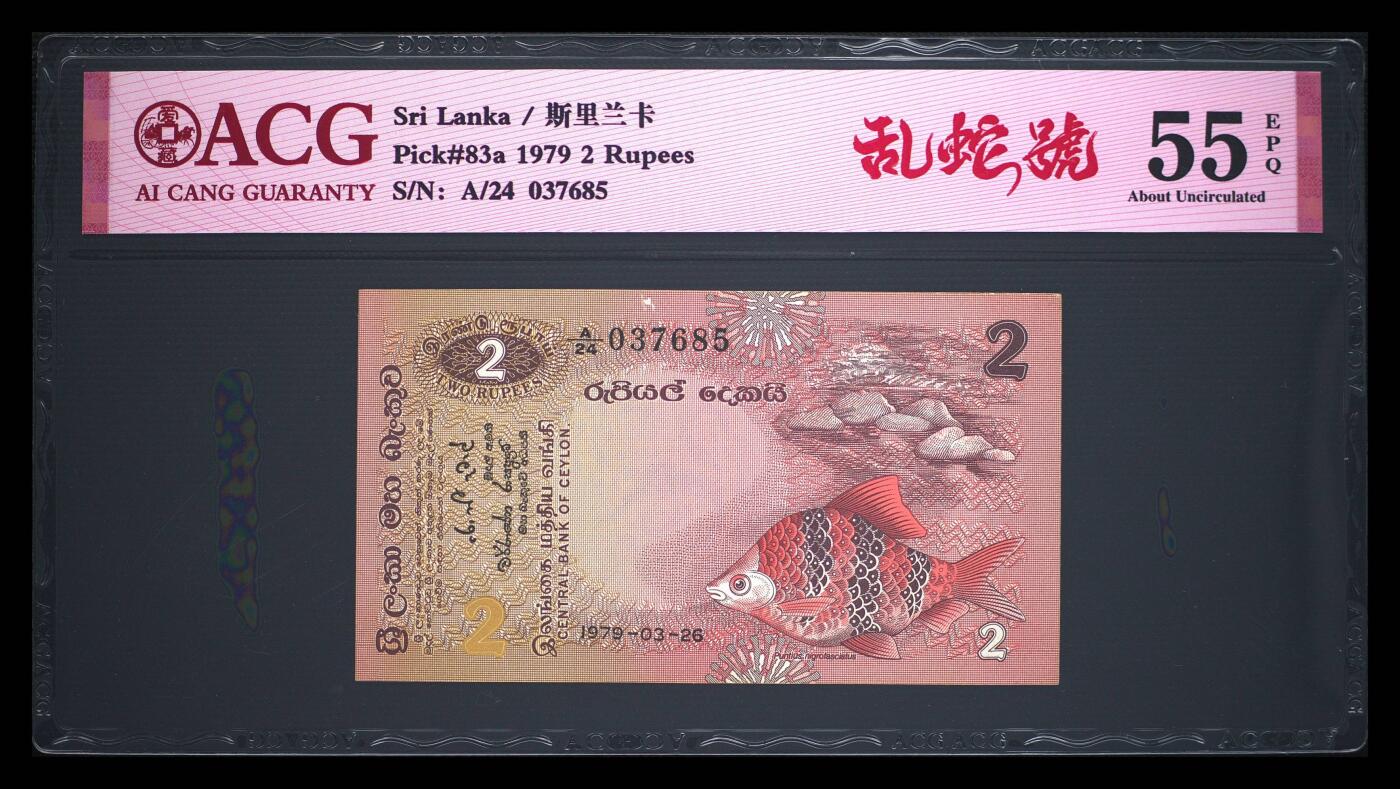 ACG
AI CANG GUARANTY
Sri Lanka / 斯里兰卡
Pick#83a 1979 2 Rupees
S/N: A/24 037685
乱蛇號
55
EPQ
About Uncirculated
2
TWO RUPEES
A/24 037685
2
රුපියල් දෙකයි
ශ්‍රී ලංකා මහ බැංකුව
இலங்கை மத்திய வங்கி
CENTRAL BANK OF CEYLON
2
1979-03-26
Puntius nigrofasciatus
2